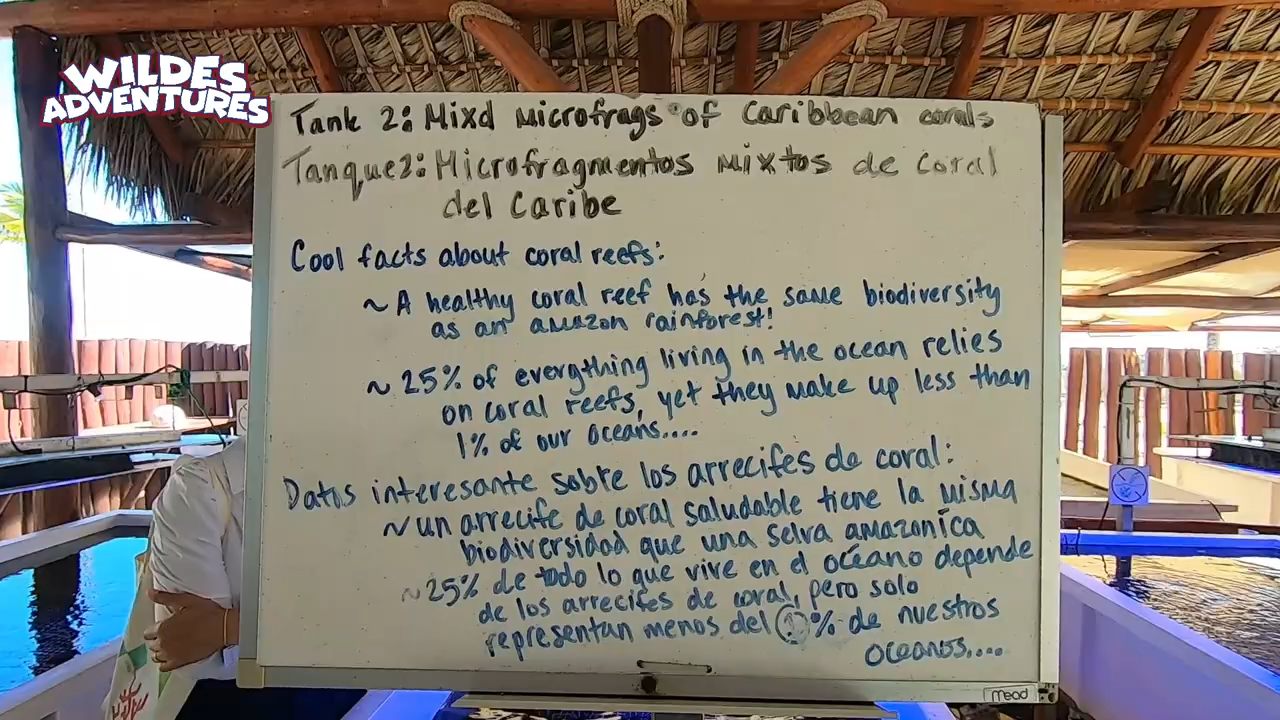 WILDES
ADVENTURES
Tank 2: Mixd microfrags of Caribbean corals
Tanque2: Microfragmentos mixtos de coral
del Caribe
Cool facts about coral reefs:
~ A healthy coral reef has the same biodiversity
as an amazon rainforest!
~ 25% of everything living in the ocean relies
on coral reefs, yet they make up less than
1% of our oceans....
Datos interesante sobre los arrecifes de coral:
~ un arrecife de coral saludable tiene la misma
biodiversidad que una selva amazoníca
~25% de todo lo que vive en el océano depende
de los arrecifes de coral, pero solo
representan menos del 1% de nuestros
oceanos....
mead